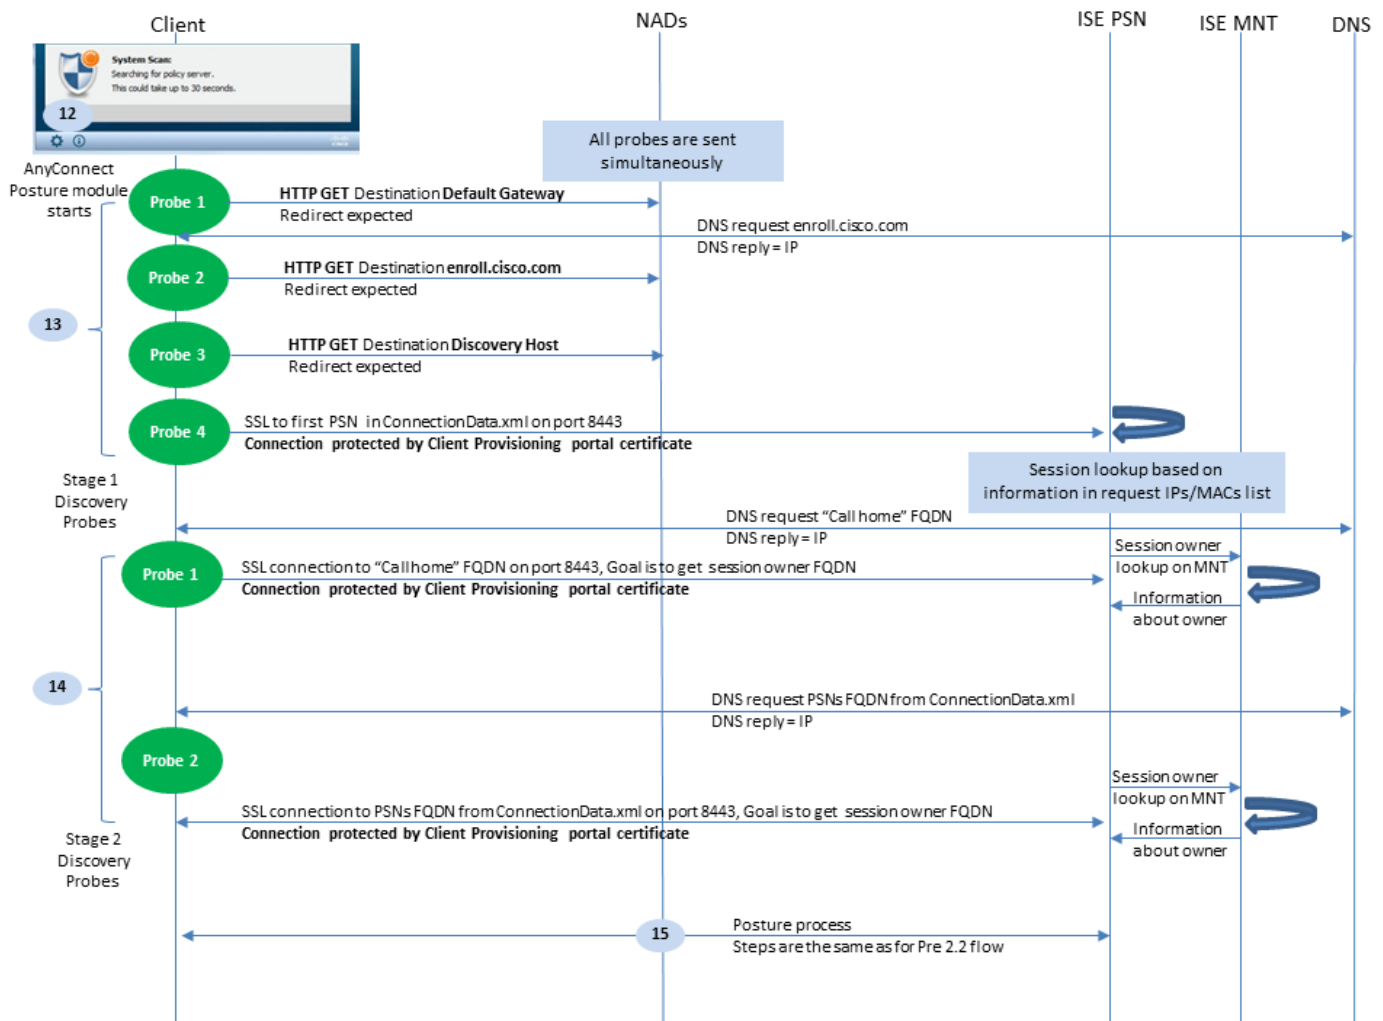 Client
NADs
ISE PSN
ISE MNT
DNS
System Scan:
Searching for policy server.
This could take up to 30 seconds.
12
AnyConnect
Posture module
starts
All probes are sent
simultaneously
Probe 1
HTTP GET Destination Default Gateway
Redirect expected
DNS request enroll.cisco.com
DNS reply = IP
Probe 2
HTTP GET Destination enroll.cisco.com
Redirect expected
13
Probe 3
HTTP GET Destination Discovery Host
Redirect expected
Probe 4
SSL to first PSN in ConnectionData.xml on port 8443
Connection protected by Client Provisioning portal certificate
Session lookup based on
information in request IPs/MACs list
Stage 1
Discovery
Probes
DNS request “Call home” FQDN
DNS reply = IP
Probe 1
SSL connection to “Call home” FQDN on port 8443, Goal is to get session owner FQDN
Connection protected by Client Provisioning portal certificate
Session owner
lookup on MNT
Information
about owner
14
DNS request PSNs FQDN from ConnectionData.xml
DNS reply = IP
Probe 2
SSL connection to PSNs FQDN from ConnectionData.xml on port 8443, Goal is to get session owner FQDN
Connection protected by Client Provisioning portal certificate
Session owner
lookup on MNT
Information
about owner
Stage 2
Discovery
Probes
15
Posture process
Steps are the same as for Pre 2.2 flow